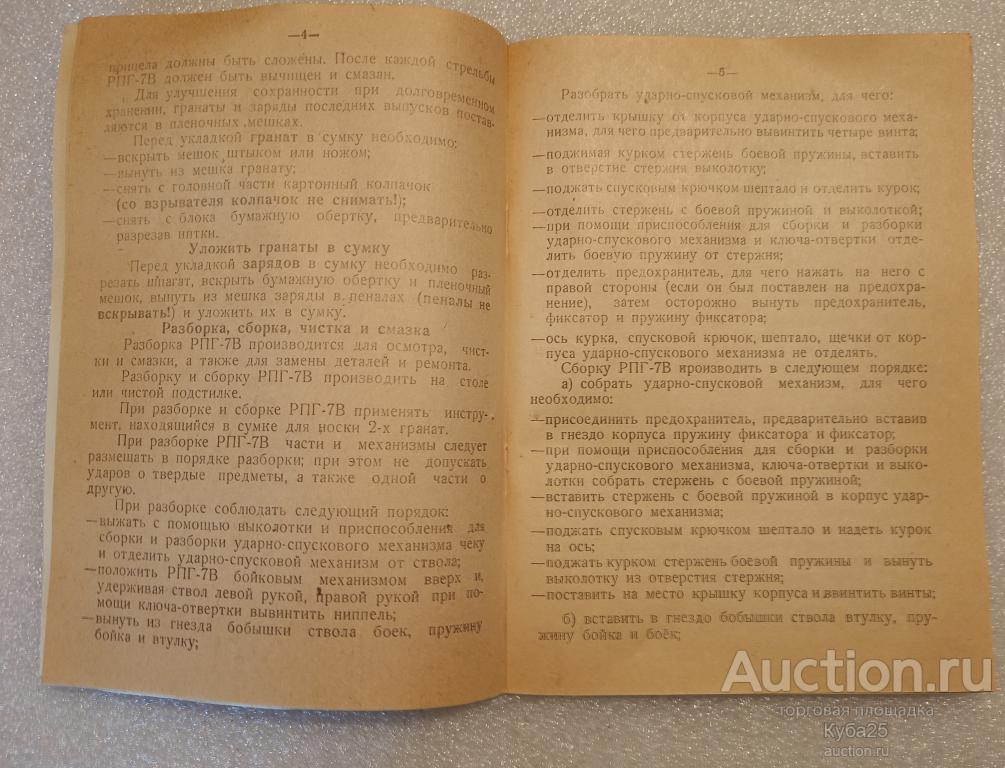 —4—
прицела должны быть сложены. После каждой стрельбы
РПГ-7В должен быть вычищен и смазан.
Для улучшения сохранности при долговременном
хранении, гранаты и заряды последних выпусков постав-
ляются в пленочных мешках.
Перед укладкой гранат в сумку необходимо:
—вскрыть мешок штыком или ножом;
—вынуть из мешка гранату;
—снять с головной части картонный колпачок
(со взрывателя колпачок не снимать!);
—снять с блока бумажную обертку, предварительно
разрезав нитки.
Уложить гранаты в сумку
Перед укладкой зарядов в сумку необходимо раз-
резать шпагат, вскрыть бумажную обертку и пленочный
мешок, вынуть из мешка заряды в пеналах (пеналы не
вскрывать!) и уложить их в сумку.
Разборка, сборка, чистка и смазка
Разборка РПГ-7В производится для осмотра, чист-
ки и смазки, а также для замены деталей и ремонта.
Разборку и сборку РПГ-7В производить на столе
или чистой подстилке.
При разборке и сборке РПГ-7В применять инстру-
мент, находящийся в сумке для носки 2-х гранат.
При разборке РПГ-7В части и механизмы следует
размещать в порядке разборки; при этом не допускать
ударов о твердые предметы, а также одной части о
другую.
При разборке соблюдать следующий порядок:
—выжать с помощью выколотки и приспособления для
сборки и разборки ударно-спускового механизма чеку
и отделить ударно-спусковой механизм от ствола;
—положить РПГ-7В бойковым механизмом вверх и,
удерживая ствол левой рукой, правой рукой при по-
мощи ключа-отвертки вывинтить ниппель;
—вынуть из гнезда бобышки ствола боек, пружину
бойка и втулку;
—5—
Разобрать ударно-спусковой механизм, для чего:
—отделить крышку от корпуса ударно-спускового меха-
низма, для чего предварительно вывинтить четыре винта;
—поджимая курком стержень боевой пружины, вставить
в отверстие стержня выколотку;
—поджать спусковым крючком шептало и отделить курок;
—отделить стержень с боевой пружиной и выколоткой;
—при помощи приспособления для сборки и разборки
ударно-спускового механизма и ключа-отвертки отде-
лить боевую пружину от стержня;
—отделить предохранитель, для чего нажать на него с
правой стороны (если он был поставлен на предохра-
нение), затем осторожно вынуть предохранитель,
фиксатор и пружину фиксатора;
—ось курка, спусковой крючок, шептало, щечки от кор-
пуса ударно-спускового механизма не отделять.
Сборку РПГ-7В производить в следующем порядке:
а) собрать ударно-спусковой механизм, для чего
необходимо:
—присоединить предохранитель, предварительно вставив
в гнездо корпуса пружину фиксатора и фиксатор;
—при помощи приспособления для сборки и разборки
ударно-спускового механизма, ключа-отвертки и выко-
лотки собрать стержень с боевой пружиной;
—вставить стержень с боевой пружиной в корпус удар-
но-спускового механизма;
—поджать спусковым крючком шептало и надеть курок
на ось;
—поджать курком стержень боевой пружины и вынуть
выколотку из отверстия стержня;
—поставить на место крышку корпуса и ввинтить винты;
б) вставить в гнездо бобышки ствола втулку, пру-
жину бойка и боек;
Auction.ru
торговая площадка
Куба25
auction.ru